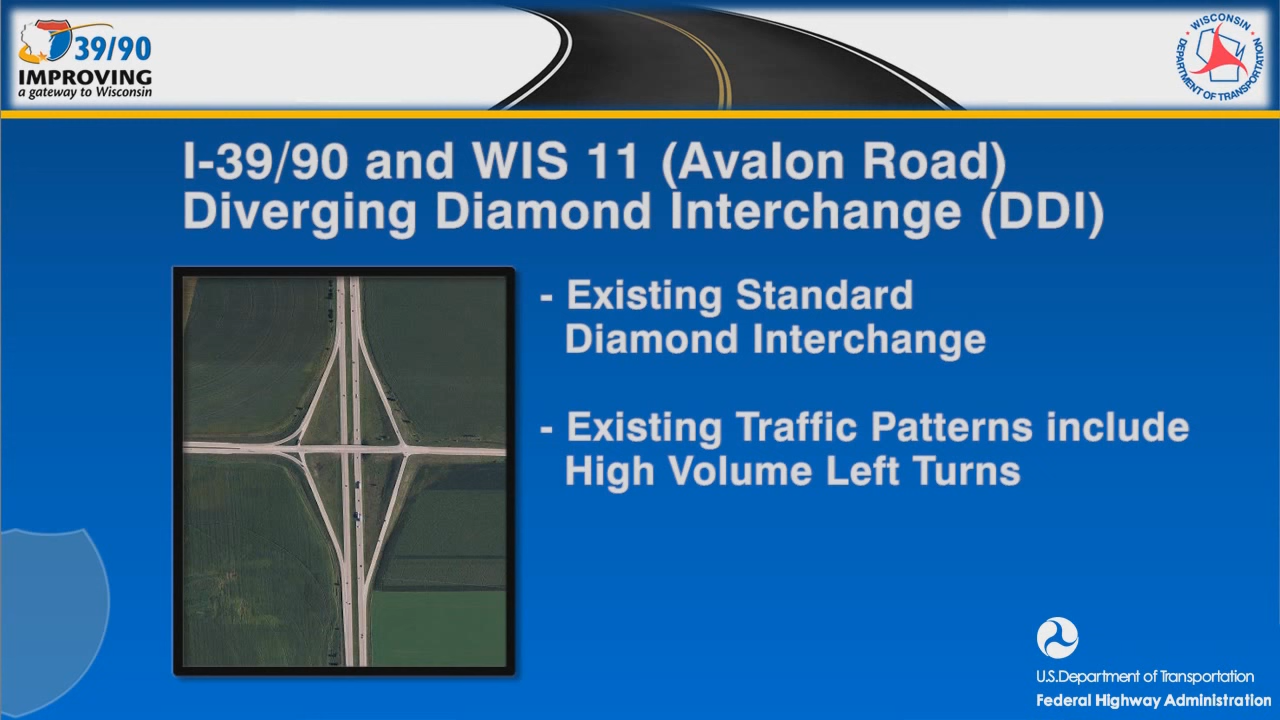 39/90
IMPROVING
a gateway to Wisconsin
WISCONSIN
DEPARTMENT OF TRANSPORTATION
I-39/90 and WIS 11 (Avalon Road)
Diverging Diamond Interchange (DDI)
- Existing Standard
Diamond Interchange
- Existing Traffic Patterns include
High Volume Left Turns
U.S.Department of Transportation
Federal Highway Administration